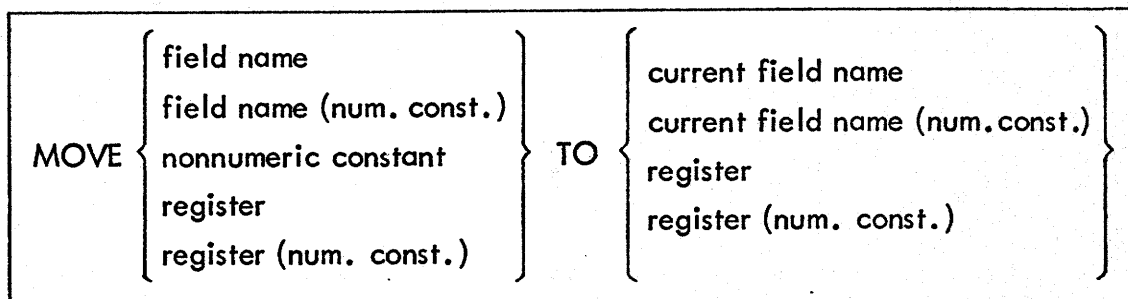 MOVE
field name
field name (num. const.)
nonnumeric constant
register
register (num. const.)
TO
current field name
current field name (num.const.)
register
register (num. const.)